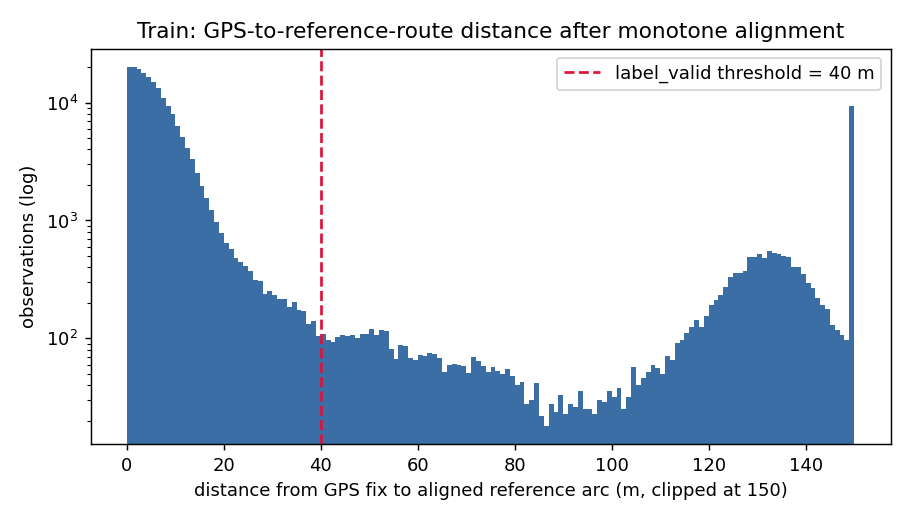 Train: GPS-to-reference-route distance after monotone alignment
label_valid threshold = 40 m
observations (log)
10⁴
10³
10²
0 20 40 60 80 100 120 140
distance from GPS fix to aligned reference arc (m, clipped at 150)